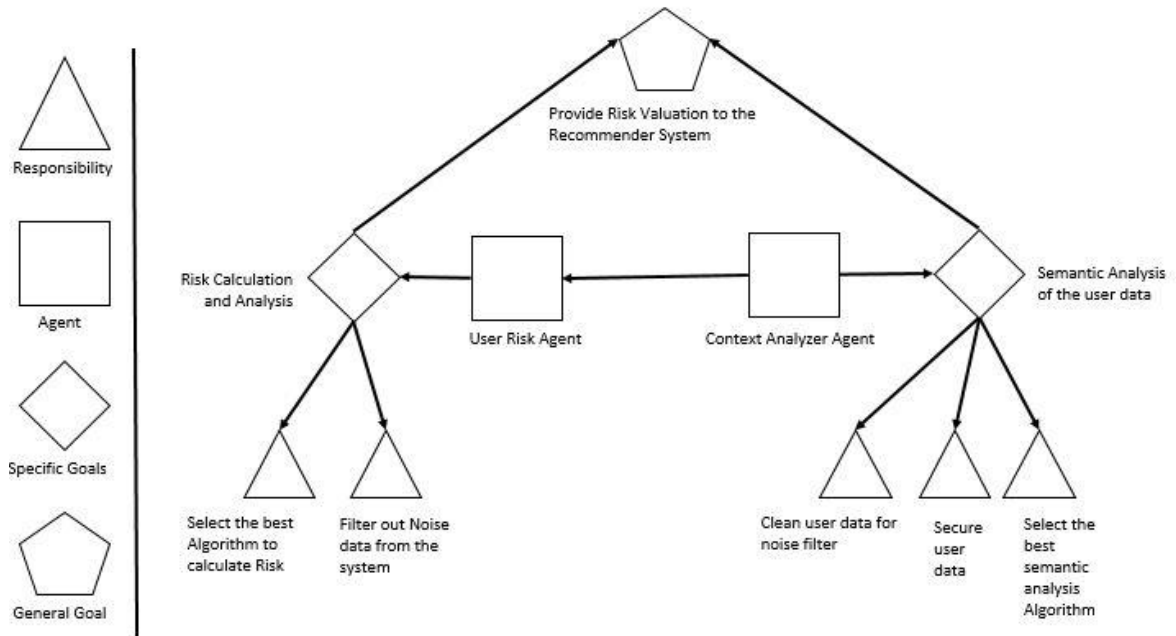 Responsibility
Agent
Specific Goals
General Goal
Provide Risk Valuation to the
Recommender System
Risk Calculation
and Analysis
User Risk Agent
Context Analyzer Agent
Semantic Analysis
of the user data
Select the best
Algorithm to
calculate Risk
Filter out Noise
data from the
system
Clean user data for
noise filter
Secure
user
data
Select the
best
semantic
analysis
Algorithm